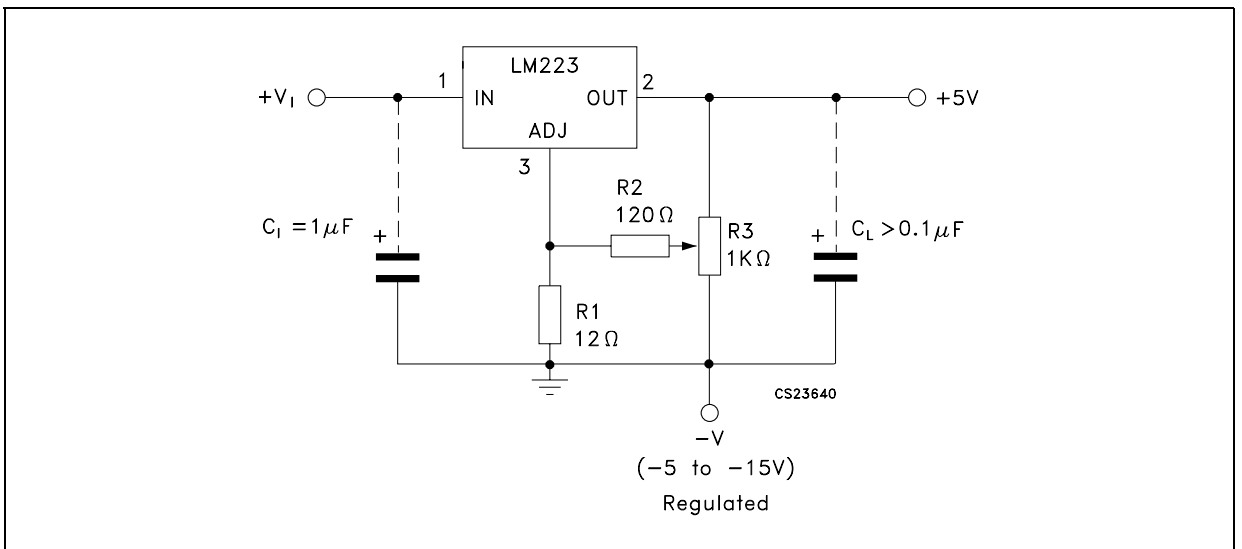 LM223
1
2
+V_I
IN
OUT
+5V
ADJ
3
R2
120Ω
C_I = 1μF
+
R3
1KΩ
+
C_L > 0.1μF
R1
12Ω
CS23640
-V
(-5 to -15V)
Regulated